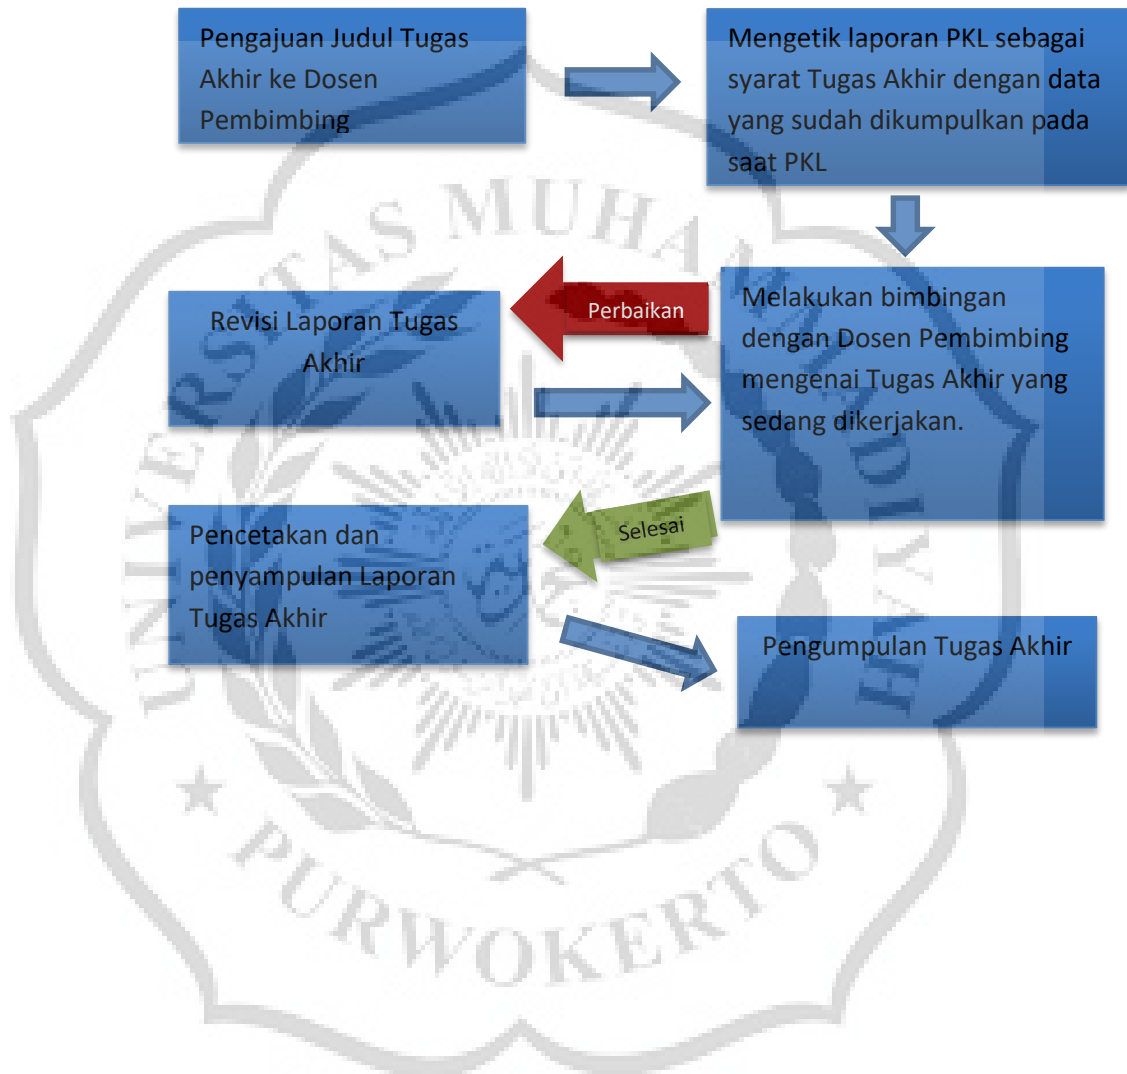 Pengajuan Judul Tugas
Akhir ke Dosen
Pembimbing
Mengetik laporan PKL sebagai
syarat Tugas Akhir dengan data
yang sudah dikumpulkan pada
saat PKL
Perbaikan
Melakukan bimbingan
dengan Dosen Pembimbing
mengenai Tugas Akhir yang
sedang dikerjakan.
Revisi Laporan Tugas
Akhir
Selesai
Pencetakan dan
penyampulan Laporan
Tugas Akhir
Pengumpulan Tugas Akhir
UNIVERSITAS MUHAMMADIYAH
PURWOKERTO